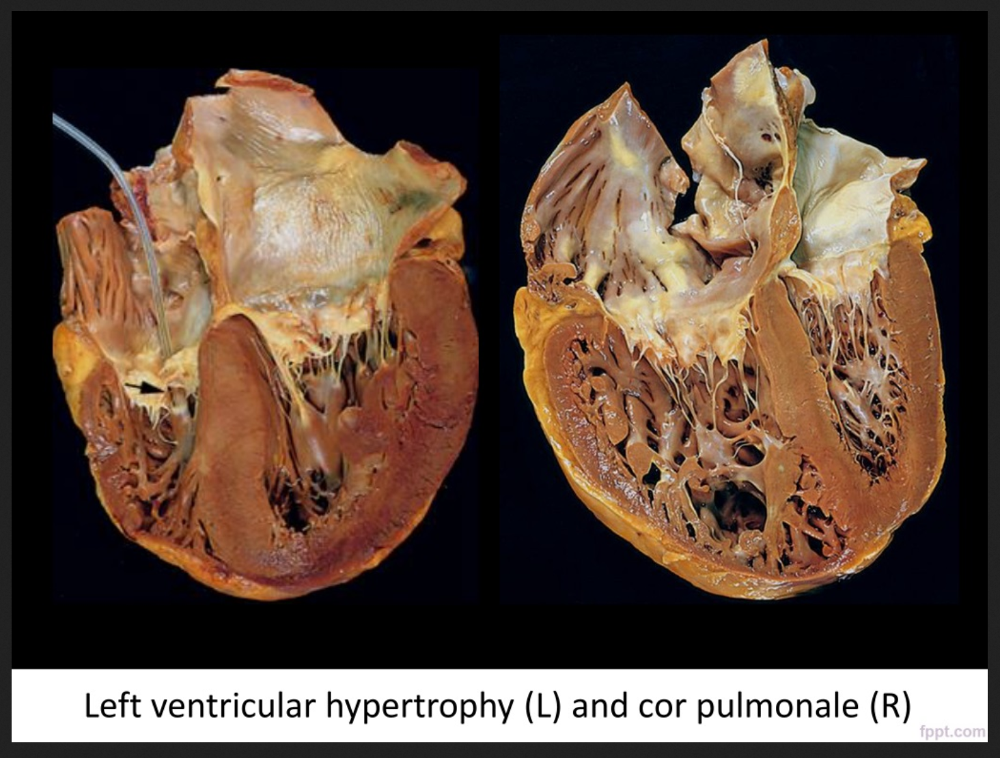 Left ventricular hypertrophy (L) and cor pulmonale (R)
fppt.com